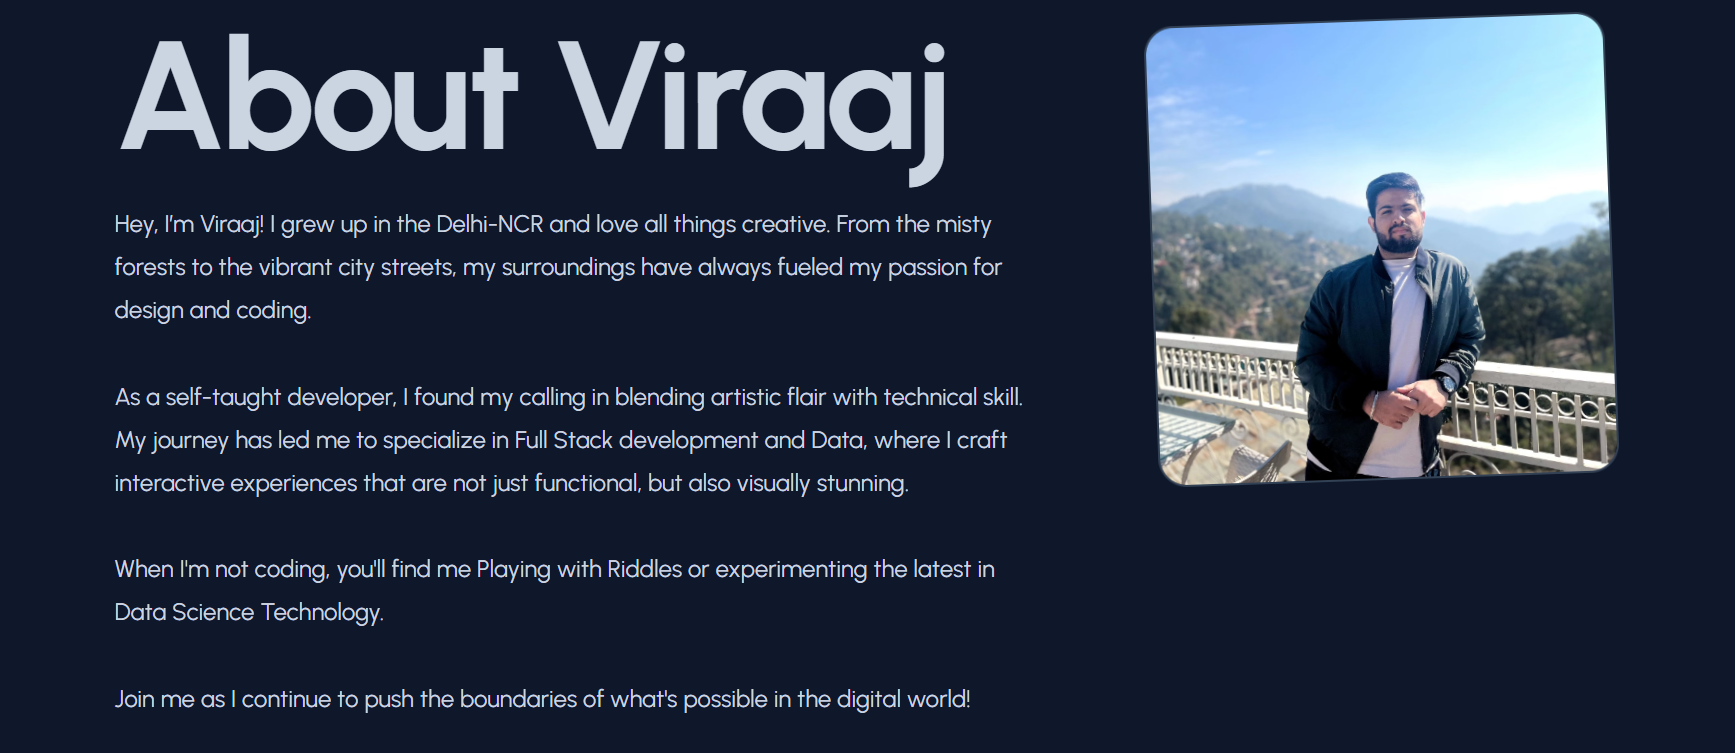 About Viraaj
Hey, I'm Viraaj! I grew up in the Delhi-NCR and love all things creative. From the misty
forests to the vibrant city streets, my surroundings have always fueled my passion for
design and coding.
As a self-taught developer, I found my calling in blending artistic flair with technical skill.
My journey has led me to specialize in Full Stack development and Data, where I craft
interactive experiences that are not just functional, but also visually stunning.
When I'm not coding, you'll find me Playing with Riddles or experimenting the latest in
Data Science Technology.
Join me as I continue to push the boundaries of what's possible in the digital world!